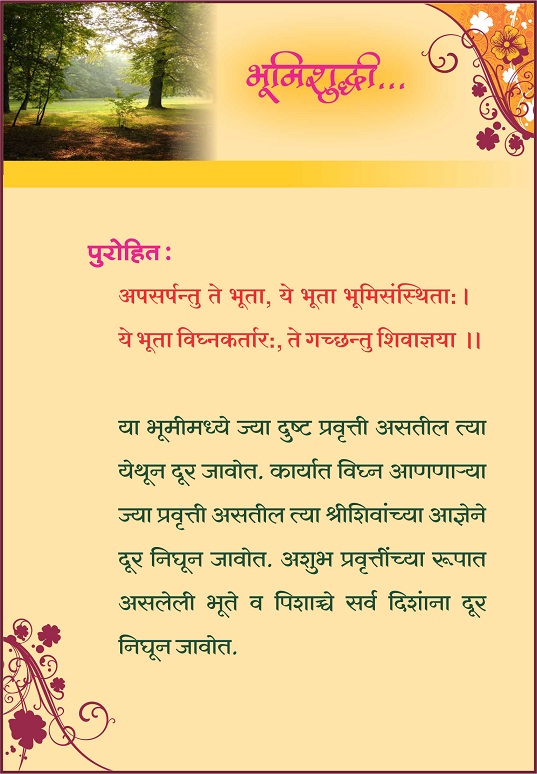 भूमिशुद्धी...
पुरोहित :
अपसर्पन्तु ते भूता, ये भूता भूमिसंस्थिताः।
ये भूता विघ्नकर्तारः, ते गच्छन्तु शिवाज्ञया ।।
या भूमीमध्ये ज्या दुष्ट प्रवृत्ती असतील त्या
येथून दूर जावोत. कार्यात विघ्न आणणाऱ्या
ज्या प्रवृत्ती असतील त्या श्रीशिवांच्या आज्ञेने
दूर निघून जावोत. अशुभ प्रवृत्तींच्या रूपात
असलेली भूते व पिशाच्चे सर्व दिशांना दूर
निघून जावोत.